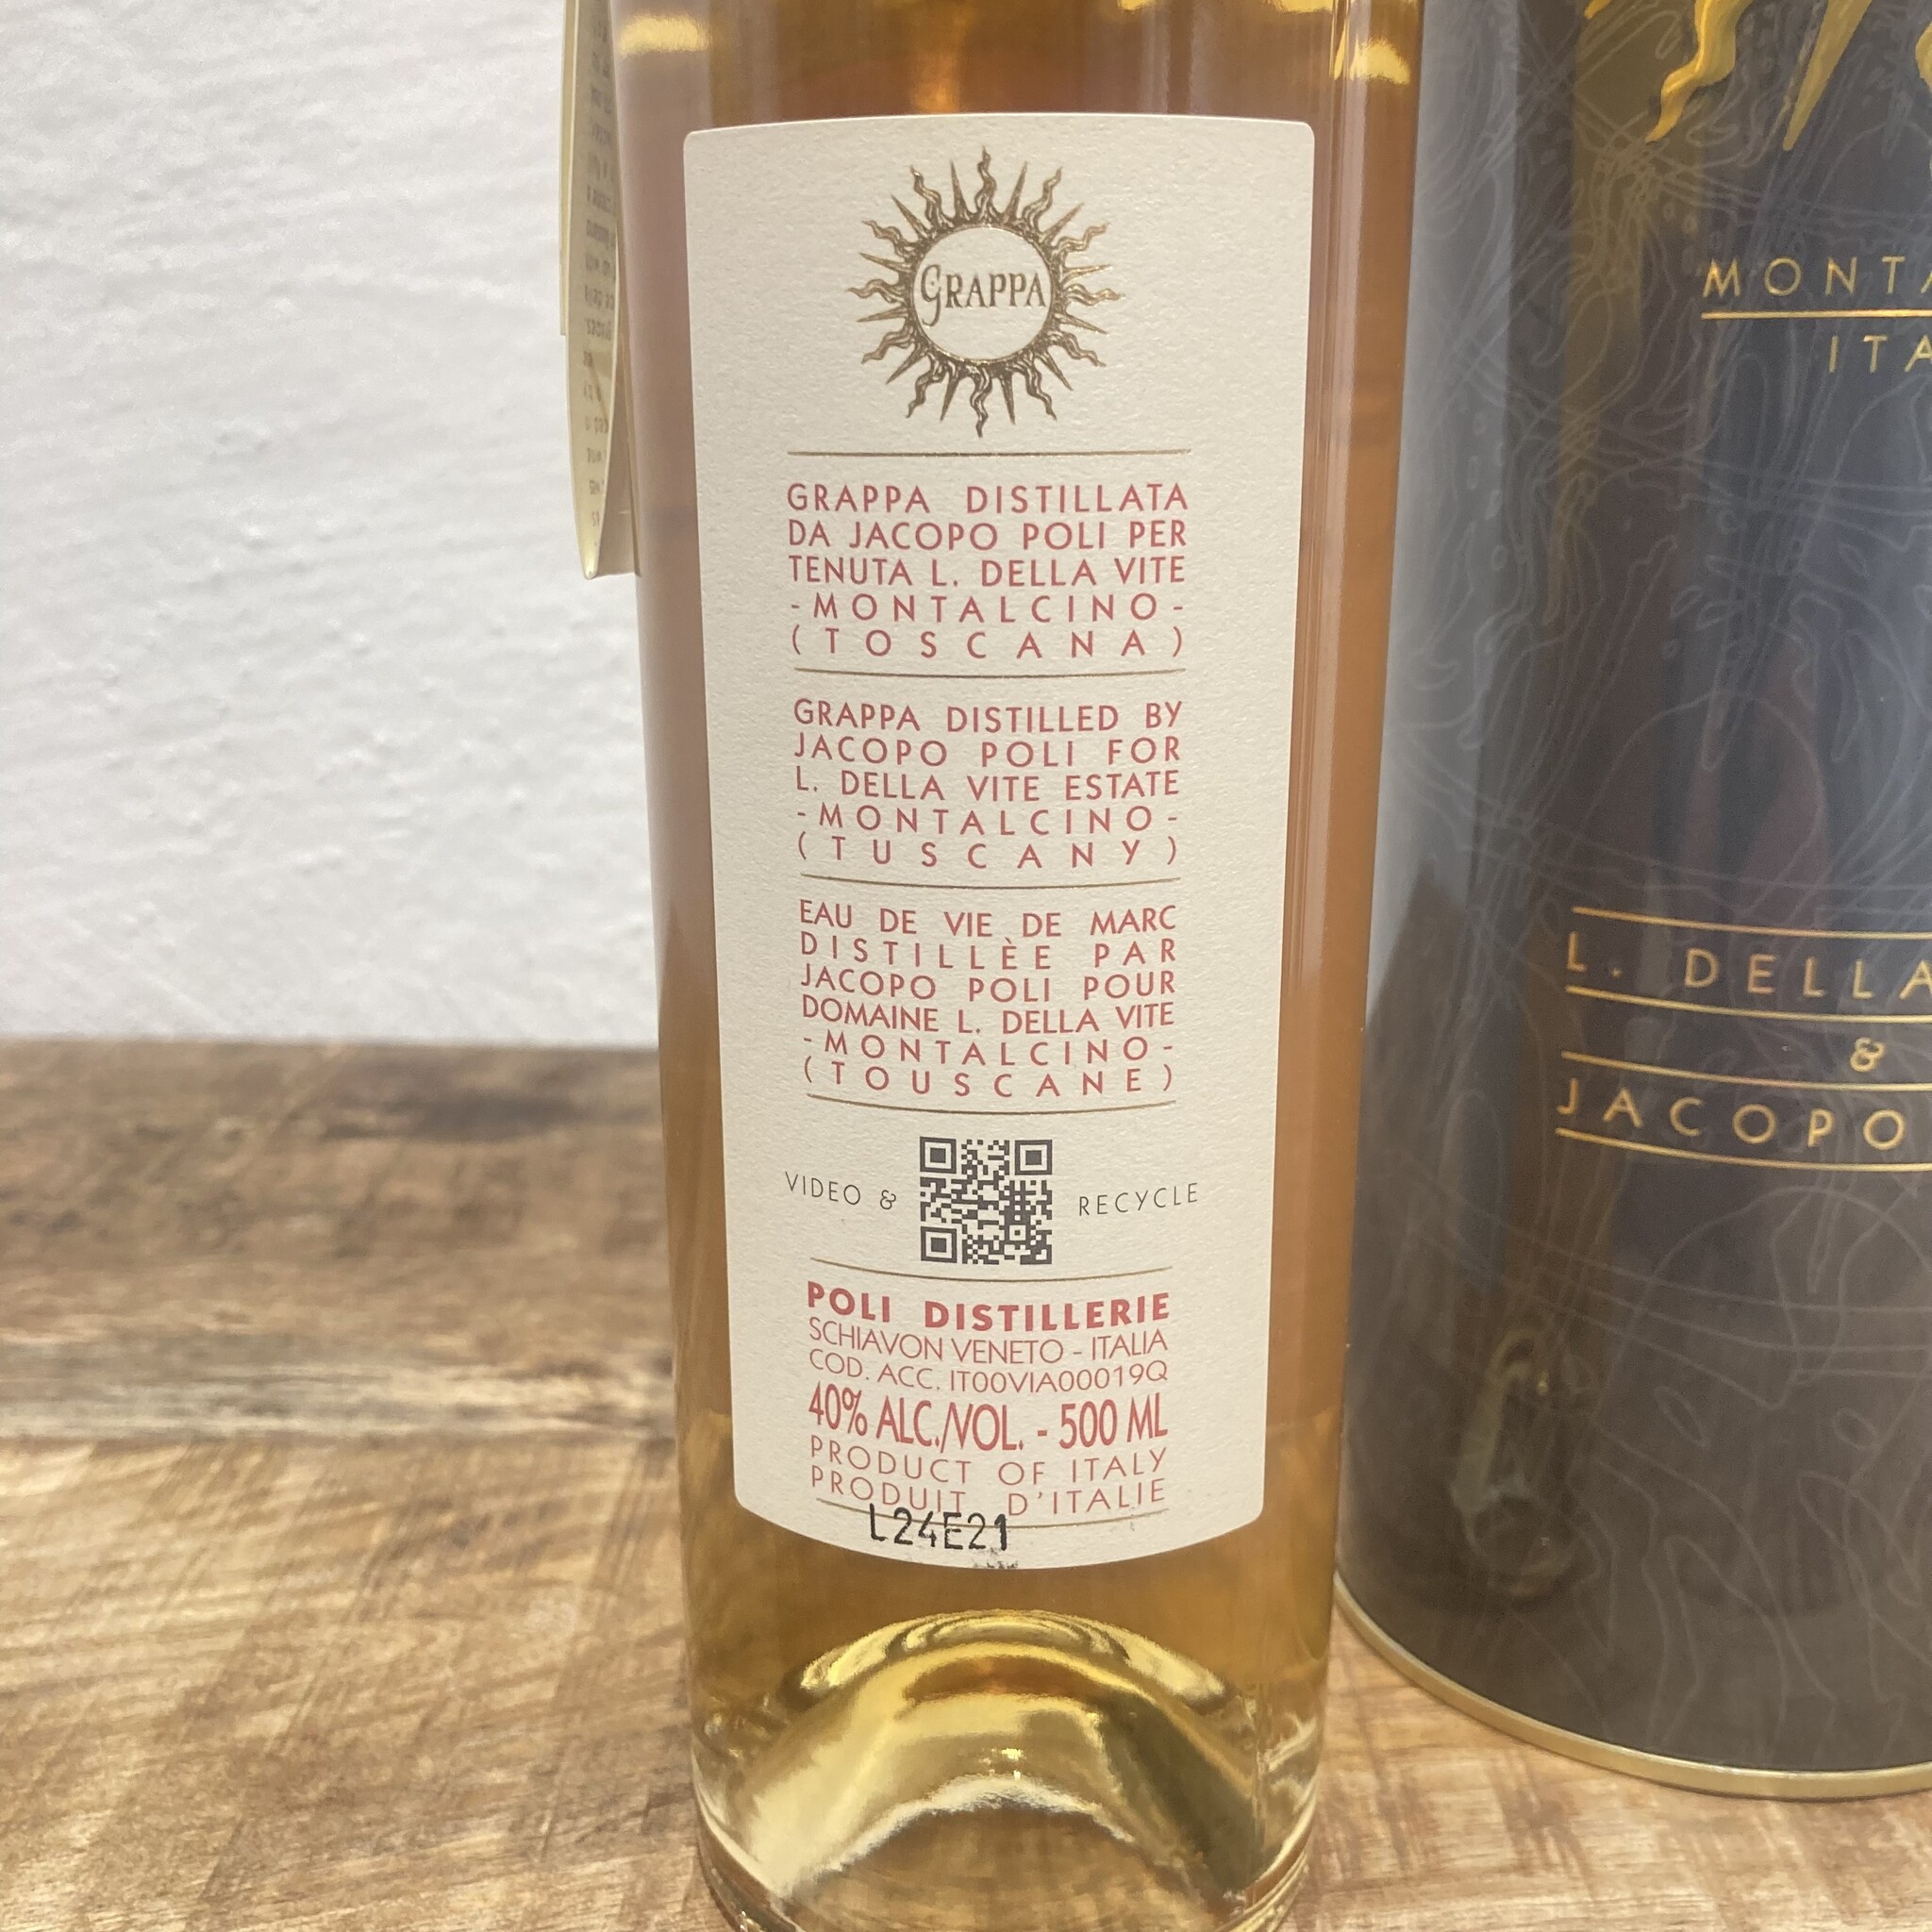 GRAPPA
GRAPPA DISTILLATA
DA JACOPO POLI PER
TENUTA L. DELLA VITE
-MONTALCINO-
(TOSCANA)
GRAPPA DISTILLED BY
JACOPO POLI FOR
L. DELLA VITE ESTATE
-MONTALCINO-
(TUSCANY)
EAU DE VIE DE MARC
DISTILLÈE PAR
JACOPO POLI POUR
DOMAINE L. DELLA VITE
-MONTALCINO-
(TOUSCANE)
VIDEO & RECYCLE
POLI DISTILLERIE
SCHIAVON VENETO - ITALIA
COD. ACC. IT00VIA00019Q
40% ALC./VOL. - 500 ML
PRODUCT OF ITALY
PRODUIT D'ITALIE
L24E21
MONTA
ITA
L. DELLA
&
JACOPO